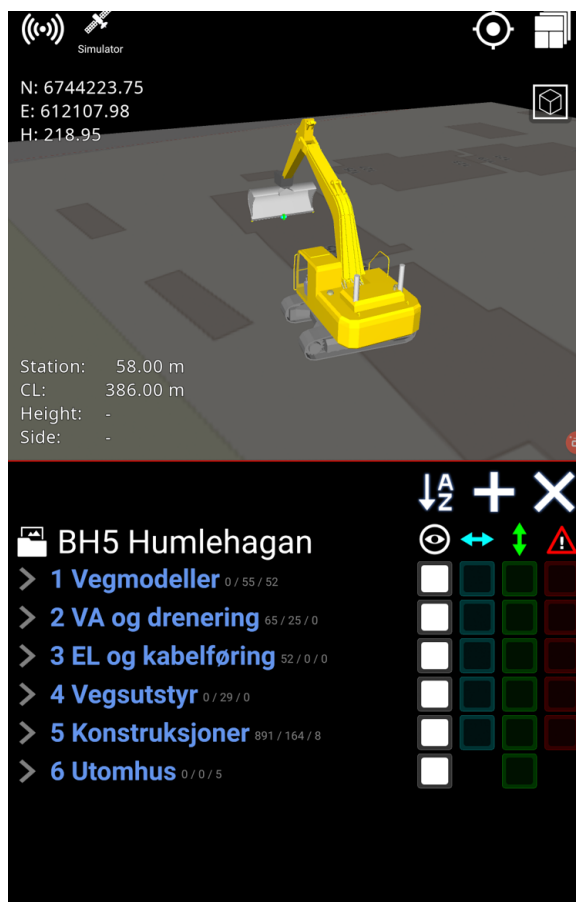 Simulator
N: 6744223.75
E: 612107.98
H: 218.95
Station: 58.00 m
CL: 386.00 m
Height: -
Side: -
A
Z
BH5 Humlehagan
1 Vegmodeller 0 / 55 / 52
2 VA og drenering 65 / 25 / 0
3 EL og kabelføring 52 / 0 / 0
4 Vegsutstyr 0 / 29 / 0
5 Konstruksjoner 891 / 164 / 8
6 Utomhus 0 / 0 / 5